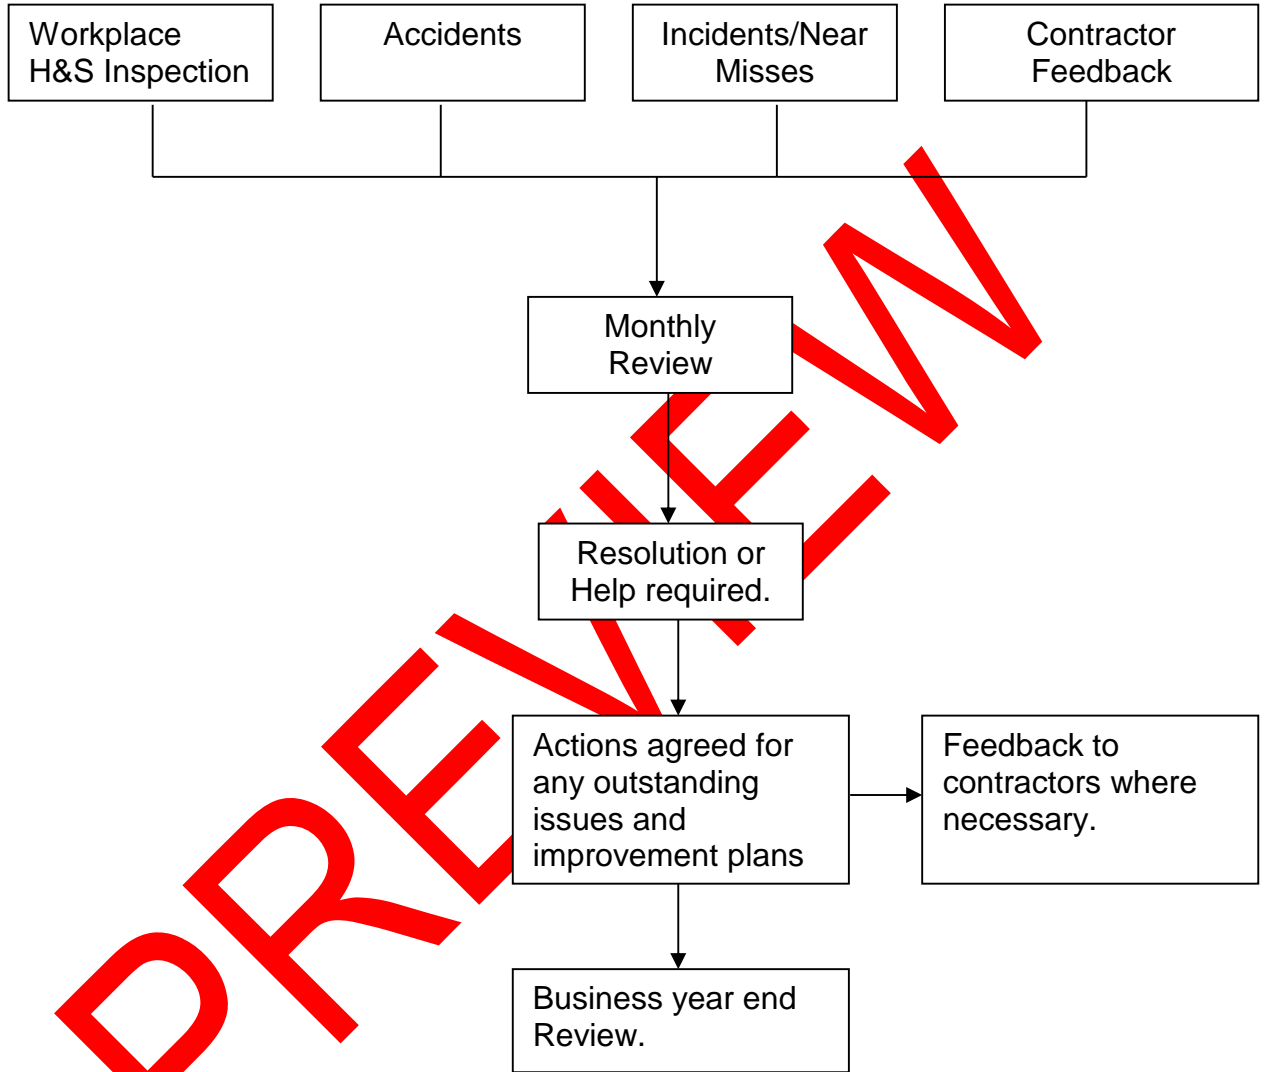 Workplace
H&S Inspection
Accidents
Incidents/Near
Misses
Contractor
Feedback
Monthly
Review
Resolution or
Help required.
Actions agreed for
any outstanding
issues and
improvement plans
Feedback to
contractors where
necessary.
Business year end
Review.
PREVIEW